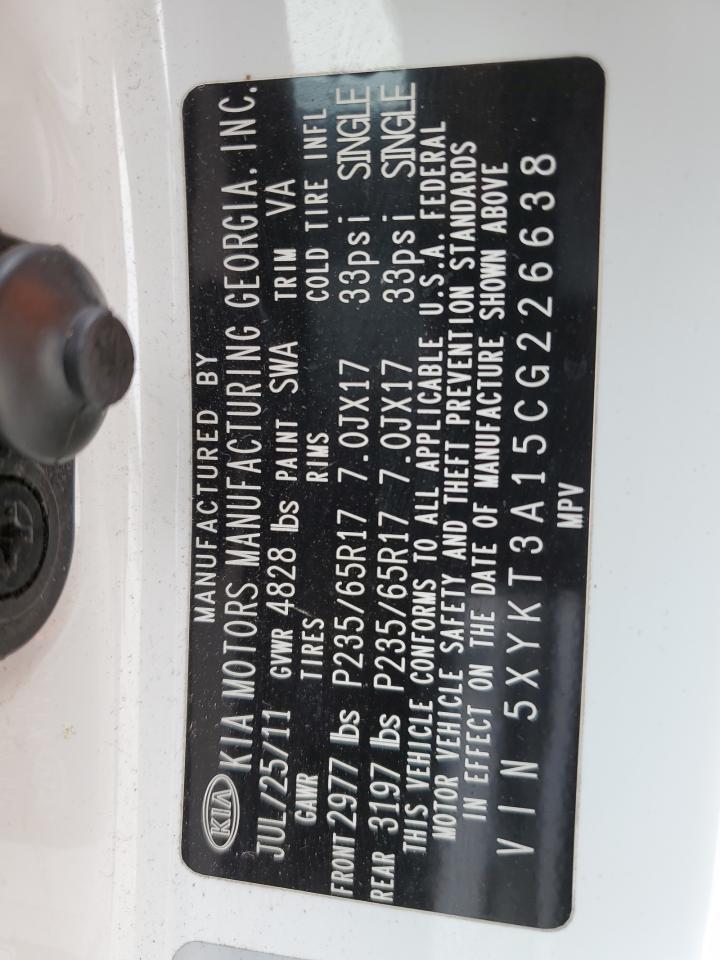 MANUFACTURED BY
KIA KIA MOTORS MANUFACTURING GEORGIA, INC.
JUL/25/11 GVWR 4828 lbs PAINT SWA TRIM VA
GAWR TIRES RIMS COLD TIRE INFL
FRONT 2977 lbs P235/65R17 7.0JX17 33psi SINGLE
REAR 3197 lbs P235/65R17 7.0JX17 33psi SINGLE
THIS VEHICLE CONFORMS TO ALL APPLICABLE U.S.A. FEDERAL
MOTOR VEHICLE SAFETY AND THEFT PREVENTION STANDARDS
IN EFFECT ON THE DATE OF MANUFACTURE SHOWN ABOVE
VIN 5XYKT3A15CG226638
MPV